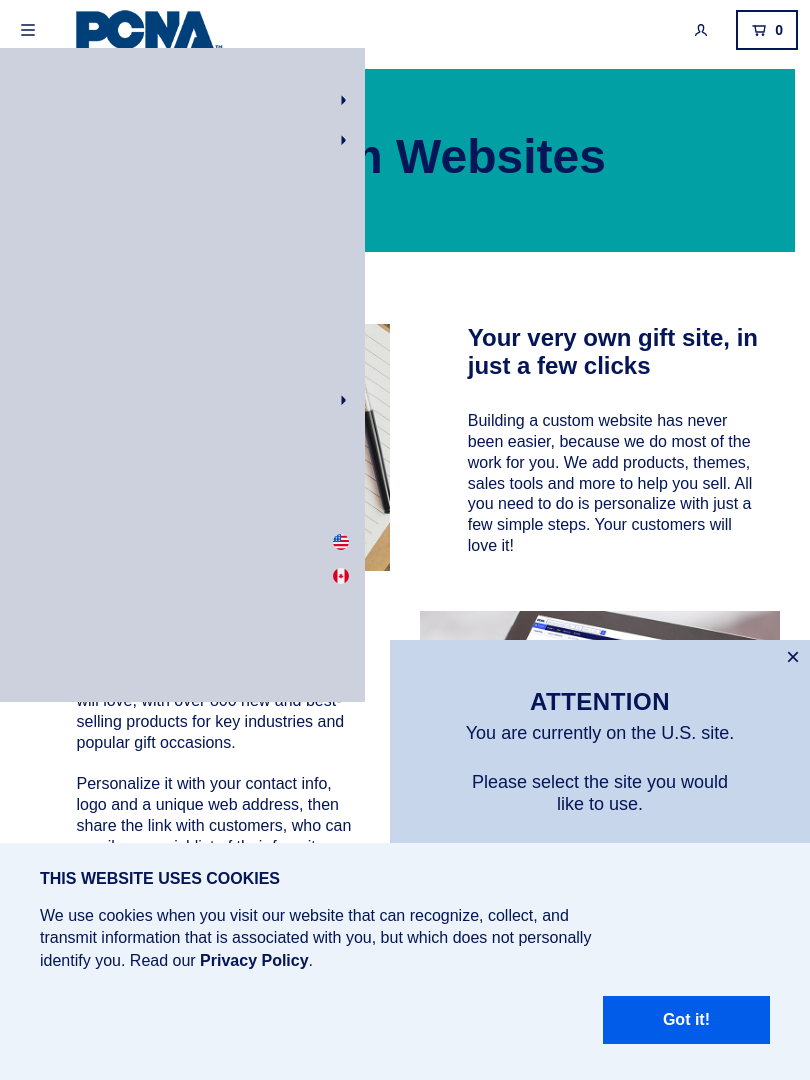 PCNA™
0
Websites
Your very own gift site, in
just a few clicks
Building a custom website has never
been easier, because we do most of the
work for you. We add products, themes,
sales tools and more to help you sell. All
you need to do is personalize with just a
few simple steps. Your customers will
love it!
selling products for key industries and
popular gift occasions.
Personalize it with your contact info,
logo and a unique web address, then
share the link with customers, who can
ATTENTION
You are currently on the U.S. site.
Please select the site you would
like to use.
THIS WEBSITE USES COOKIES
We use cookies when you visit our website that can recognize, collect, and
transmit information that is associated with you, but which does not personally
identify you. Read our Privacy Policy.
Got it!